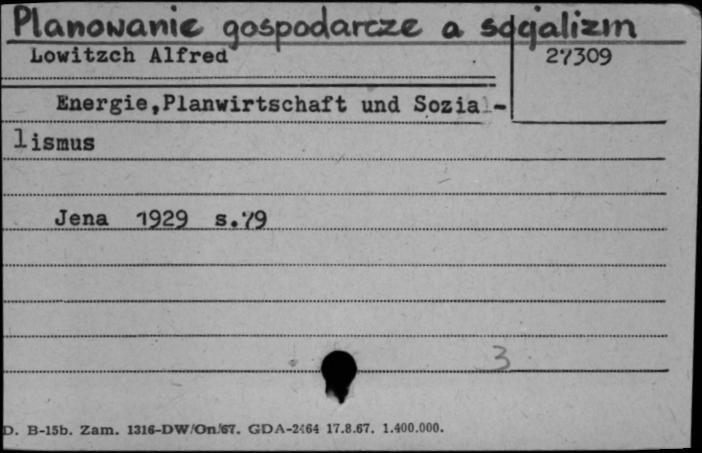 Planowanie gospodarcze a socjalizm
Lowitzch Alfred
27309
Energie,Planwirtschaft und Sozial-
lismus
Jena 1929 s.79
3
D. B-15b. Zam. 1316-DW/On/67. GDA-2464 17.8.67. 1.400.000.